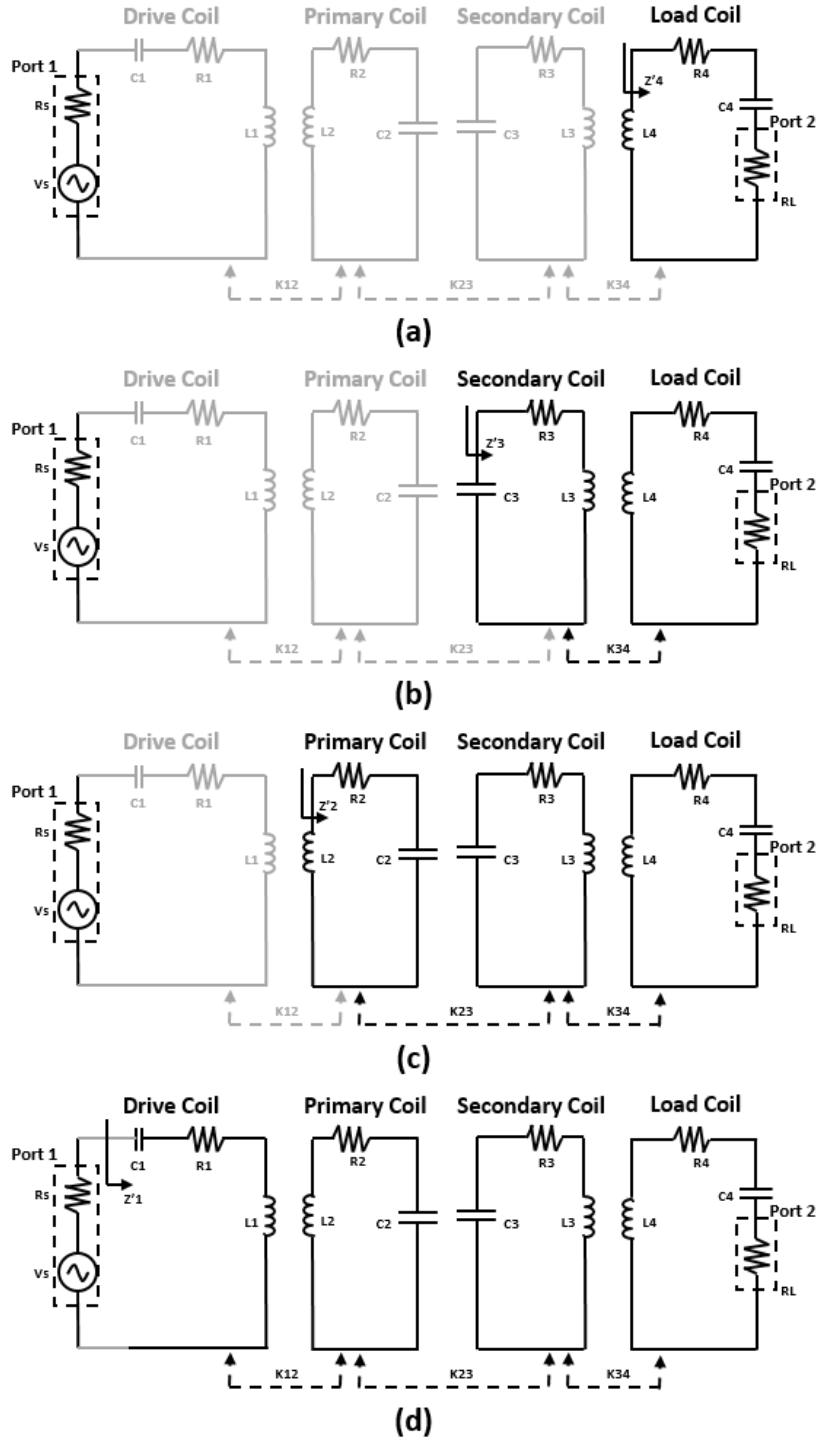 Drive Coil Primary Coil Secondary Coil Load Coil
Port 1
Rs
Vs
C1 R1
L1
L2
R2
C2
C3
R3
L3
Z'4
R4
L4
C4
Port 2
RL
K12 K23 K34
(a)
Drive Coil Primary Coil Secondary Coil Load Coil
Port 1
Rs
Vs
C1 R1
L1
L2
R2
C2
Z'3
C3
R3
L3
R4
L4
C4
Port 2
RL
K12 K23 K34
(b)
Drive Coil Primary Coil Secondary Coil Load Coil
Port 1
Rs
Vs
C1 R1
L1
Z'2
L2
R2
C2
C3
R3
L3
R4
L4
C4
Port 2
RL
K12 K23 K34
(c)
Drive Coil Primary Coil Secondary Coil Load Coil
Port 1
Rs
Vs
Z'1
C1 R1
L1
L2
R2
C2
C3
R3
L3
R4
L4
C4
Port 2
RL
K12 K23 K34
(d)